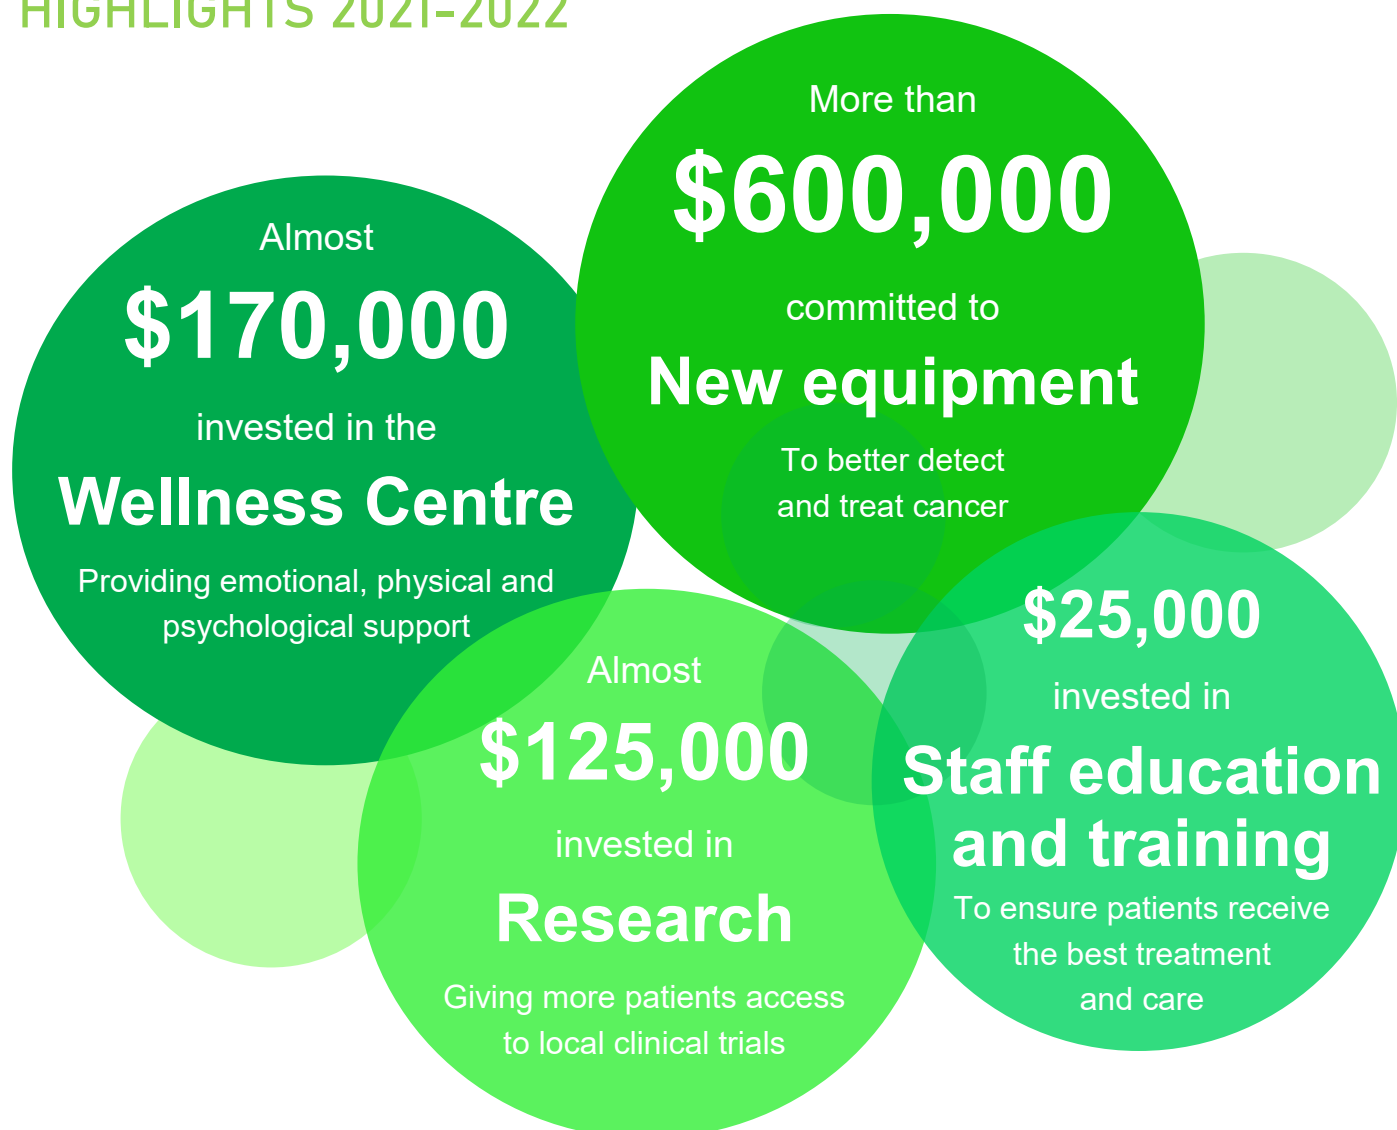 HIGHLIGHTS 2021-2022
More than
$600,000
committed to
New equipment
To better detect
and treat cancer
Almost
$170,000
invested in the
Wellness Centre
Providing emotional, physical and
psychological support
Almost
$125,000
invested in
Research
Giving more patients access
to local clinical trials
$25,000
invested in
Staff education
and training
To ensure patients receive
the best treatment
and care